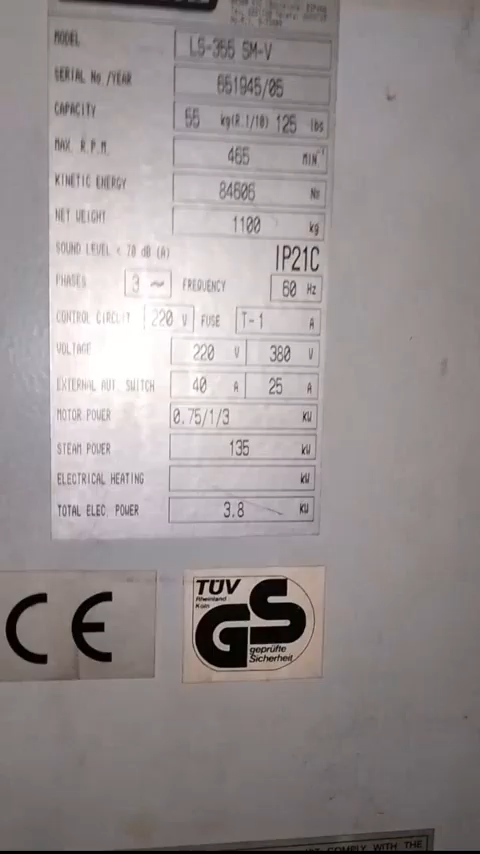 MODEL LS-355 SM-V
SERIAL No./YEAR 651945/05
CAPACITY 55 kg(R.1/10) 125 lbs
MAX. R.P.M. 465 MIN⁻¹
KINETIC ENERGY 84606 Nm
NET WEIGHT 1100 kg
SOUND LEVEL < 70 dB (A) IP21C
PHASES 3 ~ FREQUENCY 60 Hz
CONTROL CIRCUIT 220 V FUSE T-1 A
VOLTAGE 220 V 380 V
EXTERNAL AUT. SWITCH 40 A 25 A
MOTOR POWER 0.75/1/3 kW
STEAM POWER 135 kW
ELECTRICAL HEATING kW
TOTAL ELEC. POWER 3.8 kW
CE
TÜV
Rheinland
Köln
GS
geprüfte
Sicherheit
COMPLY WITH THE